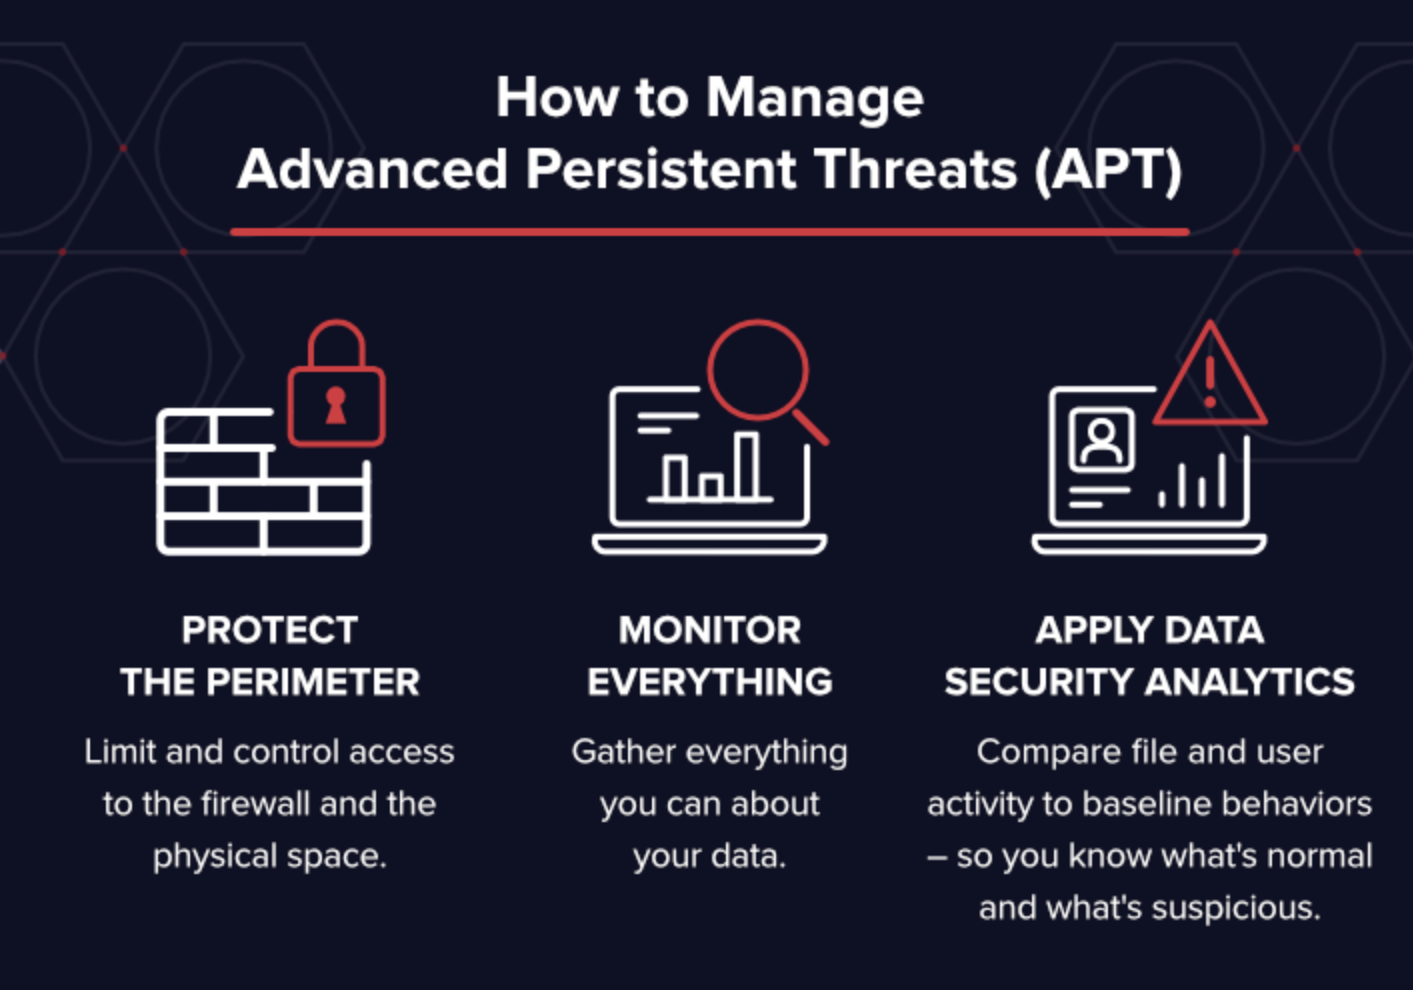 How to Manage
Advanced Persistent Threats (APT)
PROTECT
THE PERIMETER
Limit and control access
to the firewall and the
physical space.
MONITOR
EVERYTHING
Gather everything
you can about
your data.
APPLY DATA
SECURITY ANALYTICS
Compare file and user
activity to baseline behaviors
– so you know what's normal
and what's suspicious.